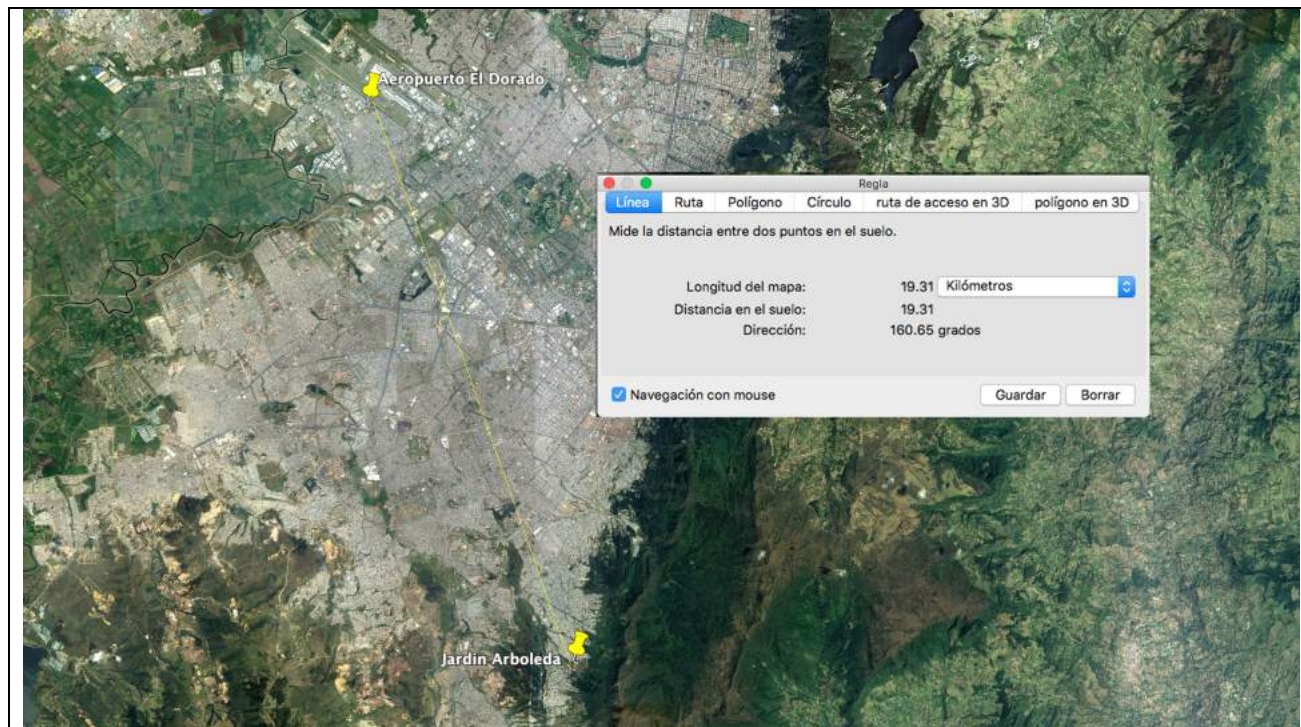 Aeropuerto El Dorado
Regla
Línea Ruta Polígono Círculo ruta de acceso en 3D polígono en 3D
Mide la distancia entre dos puntos en el suelo.
Longitud del mapa: 19.31 Kilómetros
Distancia en el suelo: 19.31
Dirección: 160.65 grados
Navegación con mouse Guardar Borrar
Jardin Arboleda